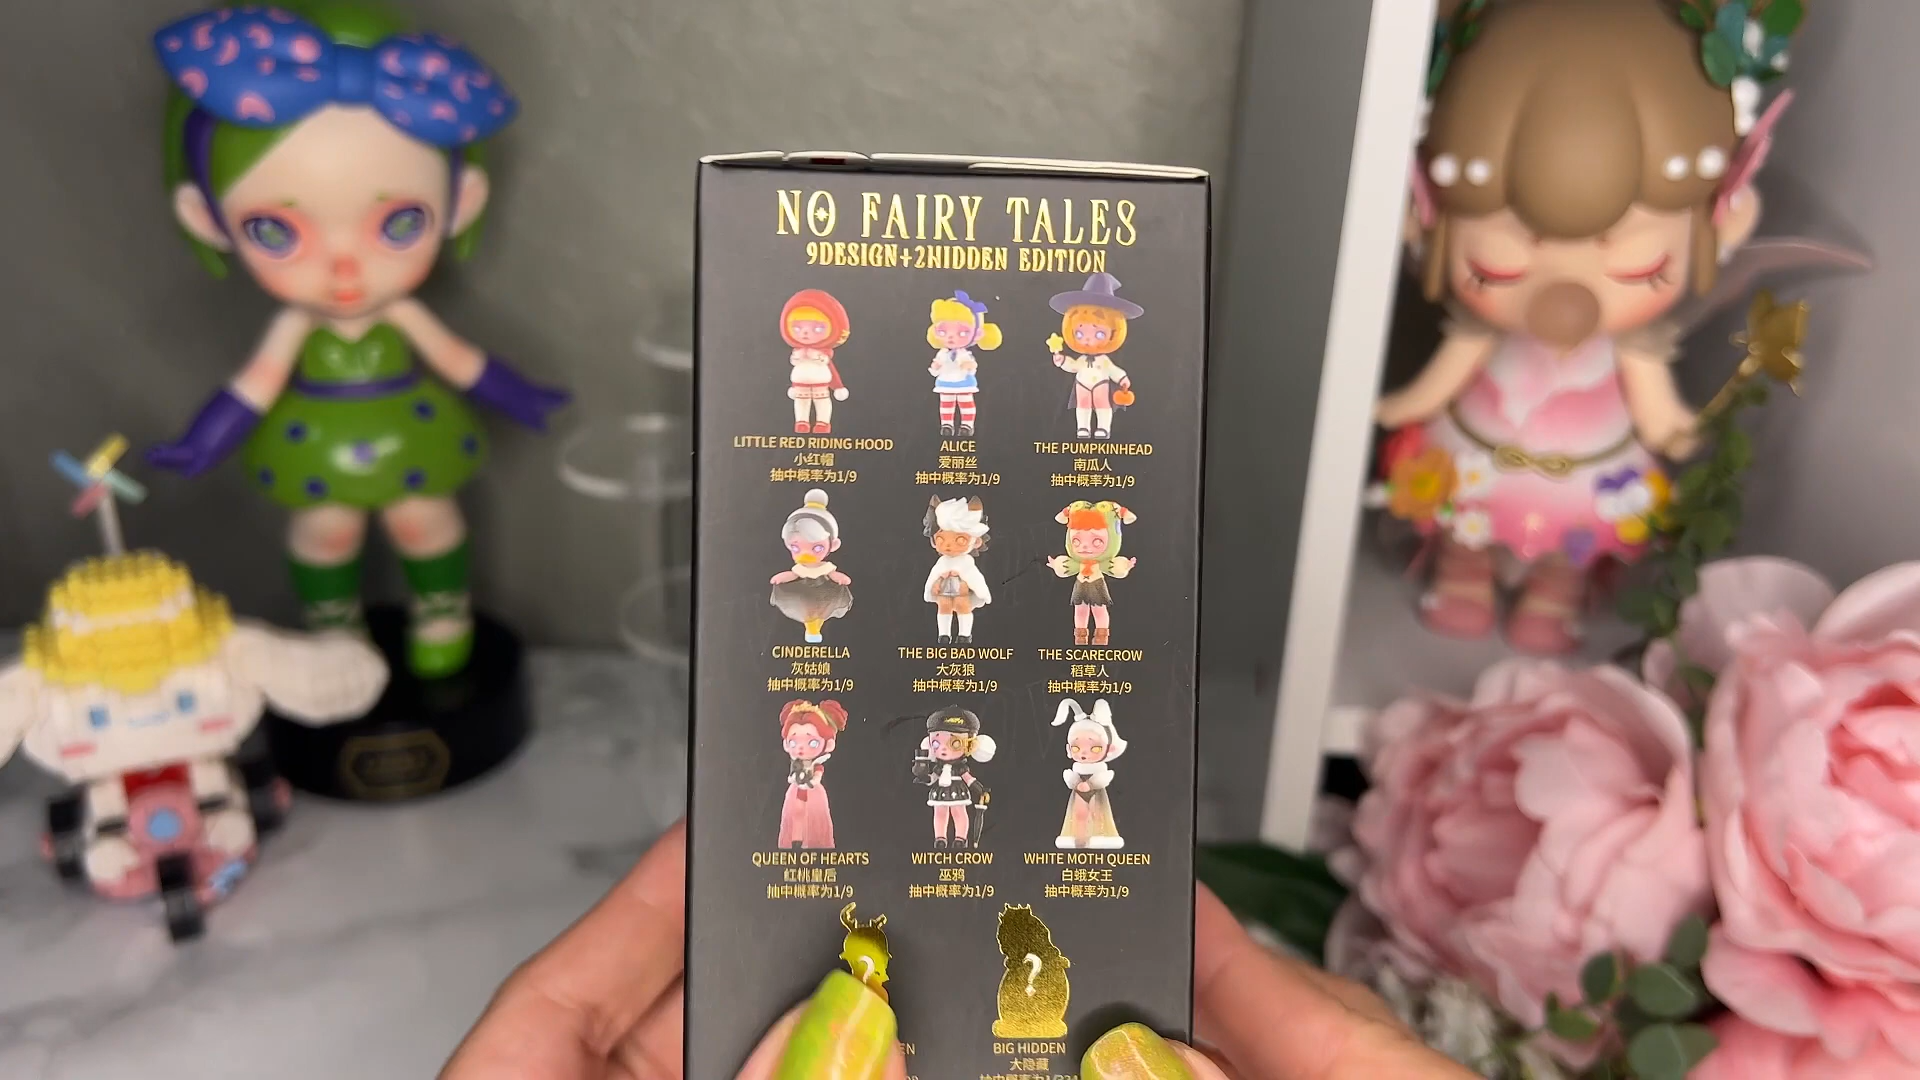 NO FAIRY TALES
9DESIGN+2HIDDEN EDITION
LITTLE RED RIDING HOOD
小红帽
抽中概率为1/9
ALICE
爱丽丝
抽中概率为1/9
THE PUMPKINHEAD
南瓜人
抽中概率为1/9
CINDERELLA
灰姑娘
抽中概率为1/9
THE BIG BAD WOLF
大灰狼
抽中概率为1/9
THE SCARECROW
稻草人
抽中概率为1/9
QUEEN OF HEARTS
红桃皇后
抽中概率为1/9
WITCH CROW
巫鸦
抽中概率为1/9
WHITE MOTH QUEEN
白蛾女王
抽中概率为1/9
?
?
BIG HIDDEN
大隐藏